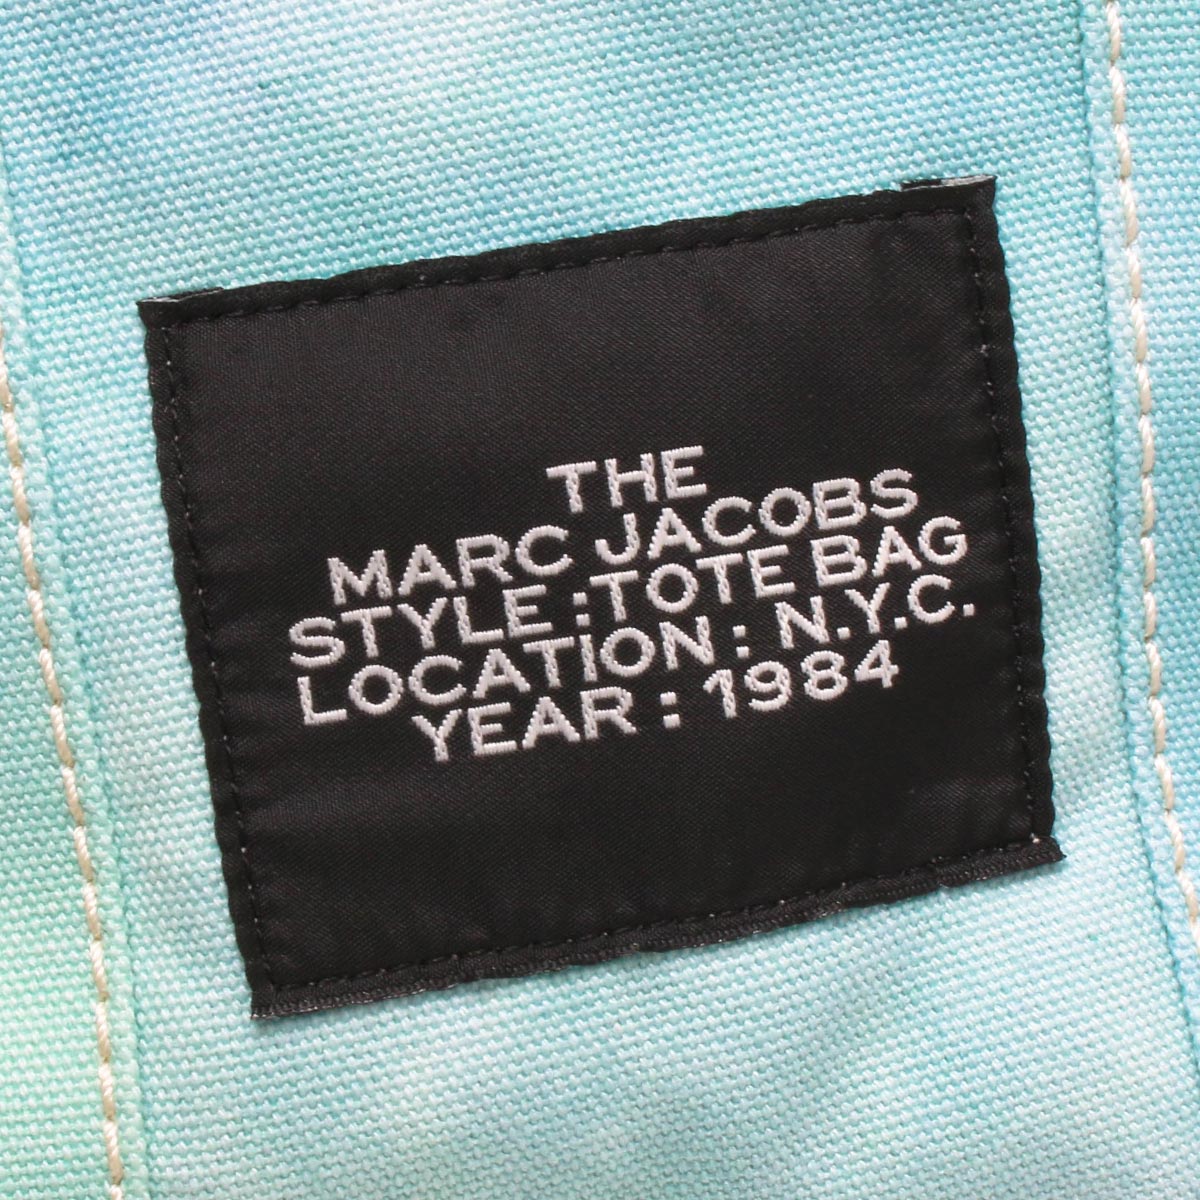 THE
MARC JACOBS
STYLE : TOTE BAG
LOCATION : N.Y.C.
YEAR : 1984